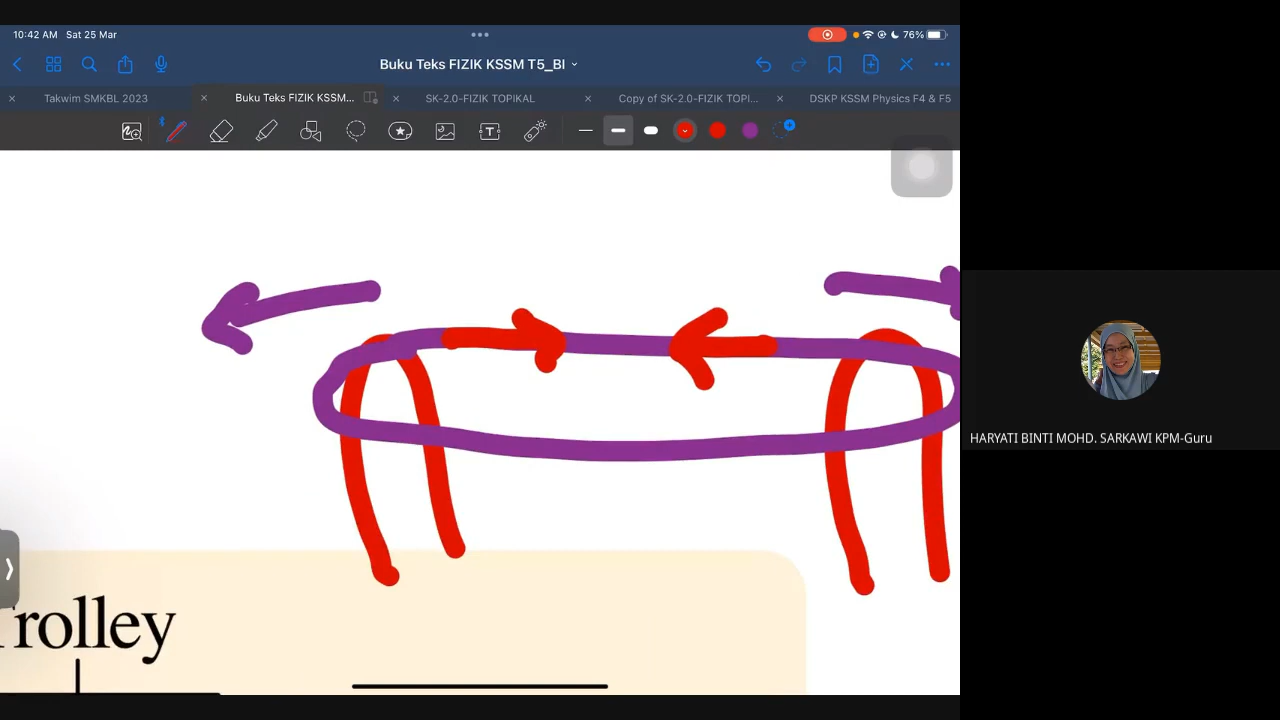 10:42 AM Sat 25 Mar
76%
Buku Teks FIZIK KSSM T5_BI
Takwim SMKBL 2023
Buku Teks FIZIK KSSM...
SK-2.0-FIZIK TOPIKAL
Copy of SK-2.0-FIZIK TOPI...
DSKP KSSM Physics F4 & F5
T
HARYATI BINTI MOHD. SARKAWI KPM-Guru
Trolley